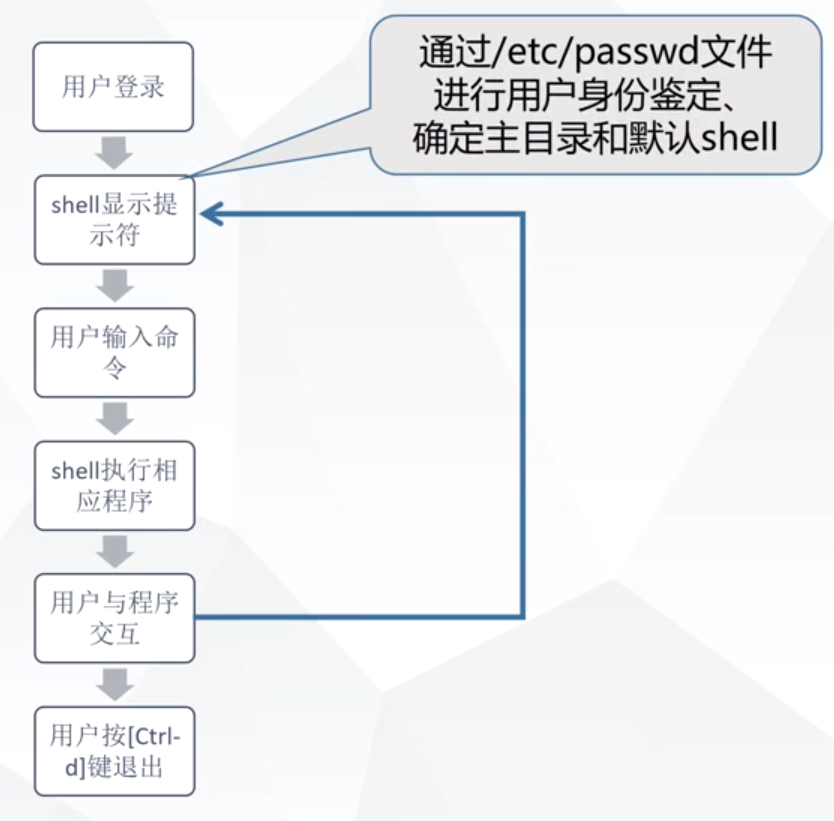 用户登录
通过/etc/passwd文件
进行用户身份鉴定、
确定主目录和默认shell
shell显示提
示符
用户输入命
令
shell执行相
应程序
用户与程序
交互
用户按[Ctrl-
d]键退出